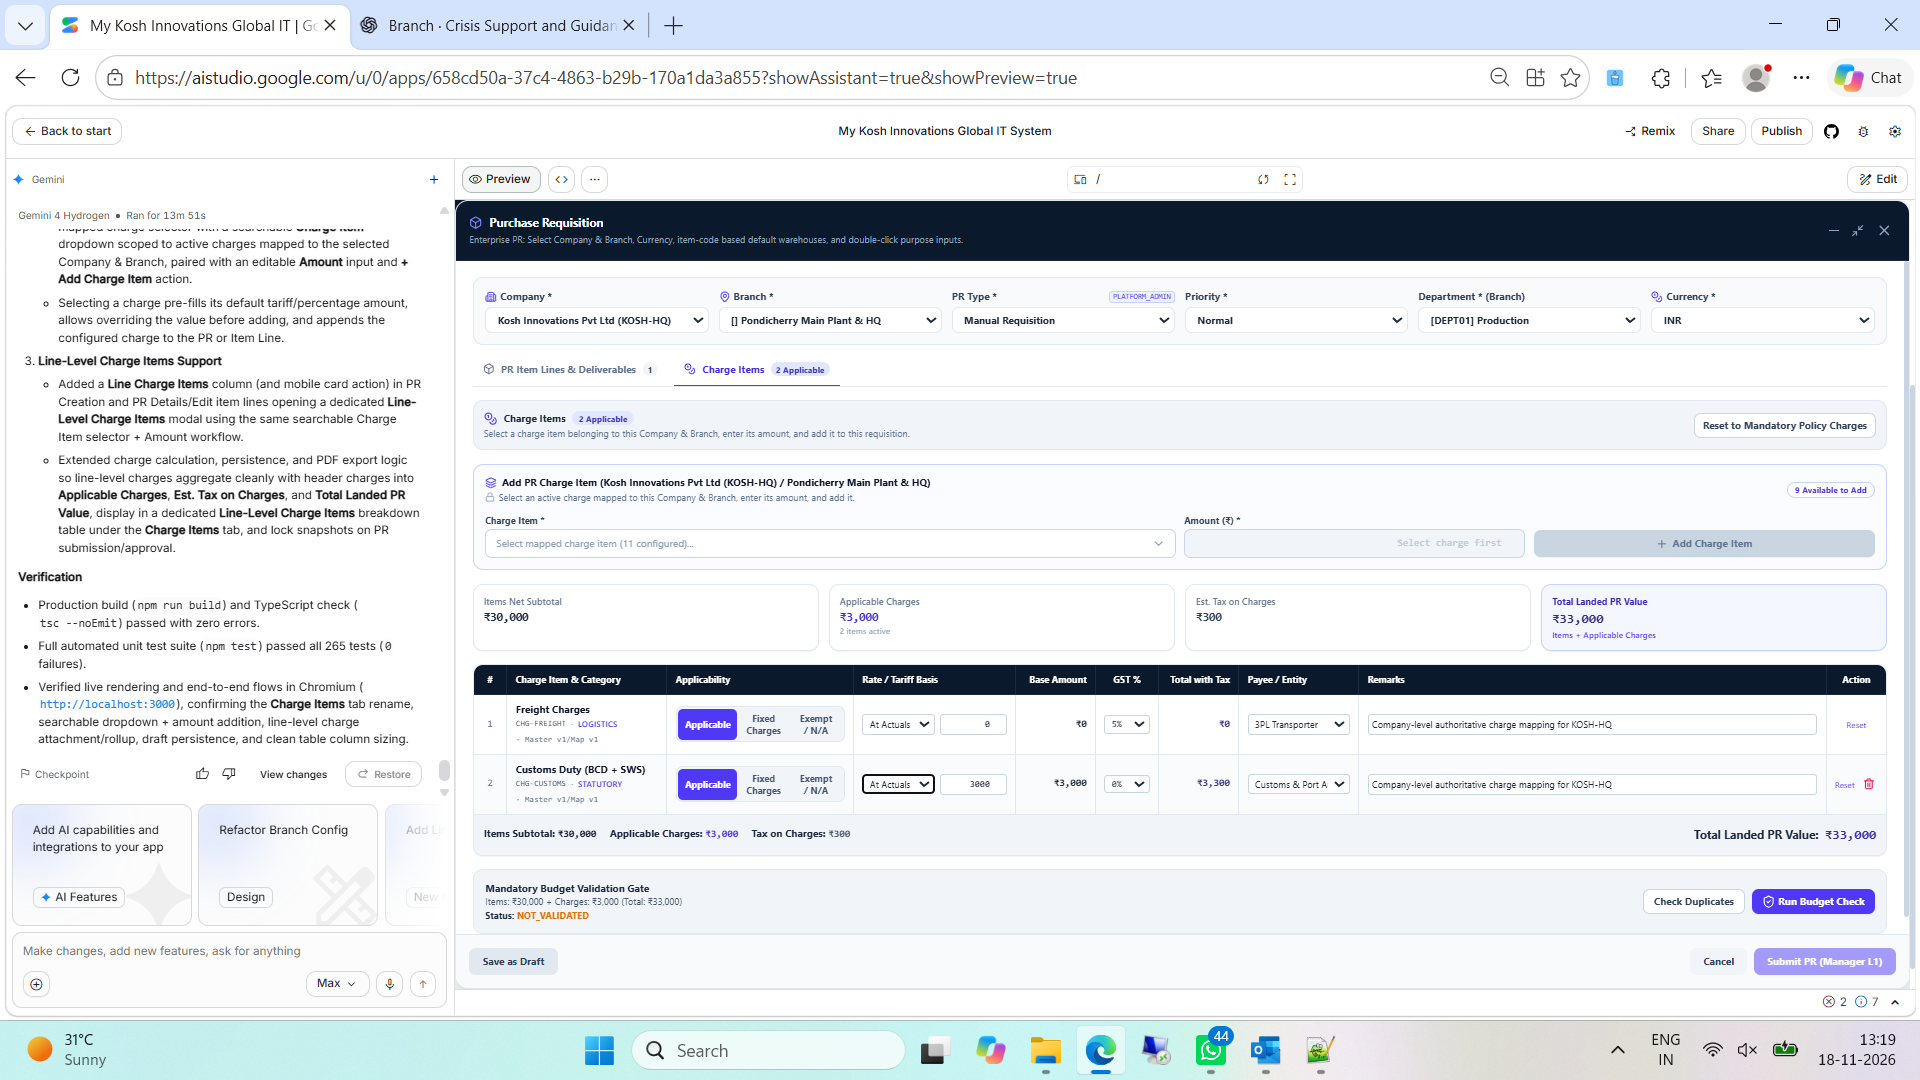 My Kosh Innovations Global IT | Go
Branch · Crisis Support and Guidan
https://aistudio.google.com/u/0/apps/658cd50a-37c4-4863-b29b-170a1da3a855?showAssistant=true&showPreview=true
Chat
Back to start
My Kosh Innovations Global IT System
Remix
Share
Publish
Gemini
Preview
/
Edit
Gemini 4 Hydrogen • Ran for 13m 51s
mapped charge selector with a searchable Charge Item
dropdown scoped to active charges mapped to the selected
Company & Branch, paired with an editable Amount input and +
Add Charge Item action.
Selecting a charge pre-fills its default tariff/percentage amount,
allows overriding the value before adding, and appends the
configured charge to the PR or Item Line.
3. Line-Level Charge Items Support
Added a Line Charge Items column (and mobile card action) in PR
Creation and PR Details/Edit item lines opening a dedicated Line-
Level Charge Items modal using the same searchable Charge
Item selector + Amount workflow.
Extended charge calculation, persistence, and PDF export logic
so line-level charges aggregate cleanly with header charges into
Applicable Charges, Est. Tax on Charges, and Total Landed PR
Value, display in a dedicated Line-Level Charge Items breakdown
table under the Charge Items tab, and lock snapshots on PR
submission/approval.
Verification
Production build (npm run build) and TypeScript check (
tsc --noEmit) passed with zero errors.
Full automated unit test suite (npm test) passed all 265 tests (0
failures).
Verified live rendering and end-to-end flows in Chromium (
http://localhost:3000), confirming the Charge Items tab rename,
searchable dropdown + amount addition, line-level charge
attachment/rollup, draft persistence, and clean table column sizing.
Checkpoint
View changes
Restore
Add AI capabilities and
integrations to your app
AI Features
Refactor Branch Config
Design
Add Li
New
Make changes, add new features, ask for anything
Max
Purchase Requisition
Enterprise PR: Select Company & Branch, Currency, item-code based default warehouses, and double-click purpose inputs.
Company *
Branch *
PR Type *
PLATFORM_ADMIN
Priority *
Department * (Branch)
Currency *
Kosh Innovations Pvt Ltd (KOSH-HQ)
[] Pondicherry Main Plant & HQ
Manual Requisition
Normal
[DEPT01] Production
INR
PR Item Lines & Deliverables 1
Charge Items 2 Applicable
Charge Items 2 Applicable
Select a charge item belonging to this Company & Branch, enter its amount, and add it to this requisition.
Reset to Mandatory Policy Charges
Add PR Charge Item (Kosh Innovations Pvt Ltd (KOSH-HQ) / Pondicherry Main Plant & HQ)
Select an active charge mapped to this Company & Branch, enter its amount, and add it.
9 Available to Add
Charge Item *
Amount (₹) *
Select mapped charge item (11 configured)...
Select charge first
+ Add Charge Item
Items Net Subtotal
₹30,000
Applicable Charges
₹3,000
2 items active
Est. Tax on Charges
₹300
Total Landed PR Value
₹33,000
Items + Applicable Charges
# Charge Item & Category Applicability Rate / Tariff Basis Base Amount GST % Total with Tax Payee / Entity Remarks Action
1 Freight Charges
CHG-FREIGHT · LOGISTICS
· Master v1/Map v1
Applicable
Fixed Charges
Exempt / N/A
At Actuals 0 ₹0 5% ₹0 3PL Transporter Company-level authoritative charge mapping for KOSH-HQ Reset
2 Customs Duty (BCD + SWS)
CHG-CUSTOMS · STATUTORY
· Master v1/Map v1
Applicable
Fixed Charges
Exempt / N/A
At Actuals 3000 ₹3,000 0% ₹3,300 Customs & Port A Company-level authoritative charge mapping for KOSH-HQ Reset
Items Subtotal: ₹30,000 Applicable Charges: ₹3,000 Tax on Charges: ₹300
Total Landed PR Value: ₹33,000
Mandatory Budget Validation Gate
Items: ₹30,000 + Charges: ₹3,000 (Total: ₹33,000)
Status: NOT_VALIDATED
Check Duplicates
Run Budget Check
Save as Draft
Cancel
Submit PR (Manager L1)
2 7
31°C
Sunny
Search
44
ENG
IN
13:19
18-11-2026